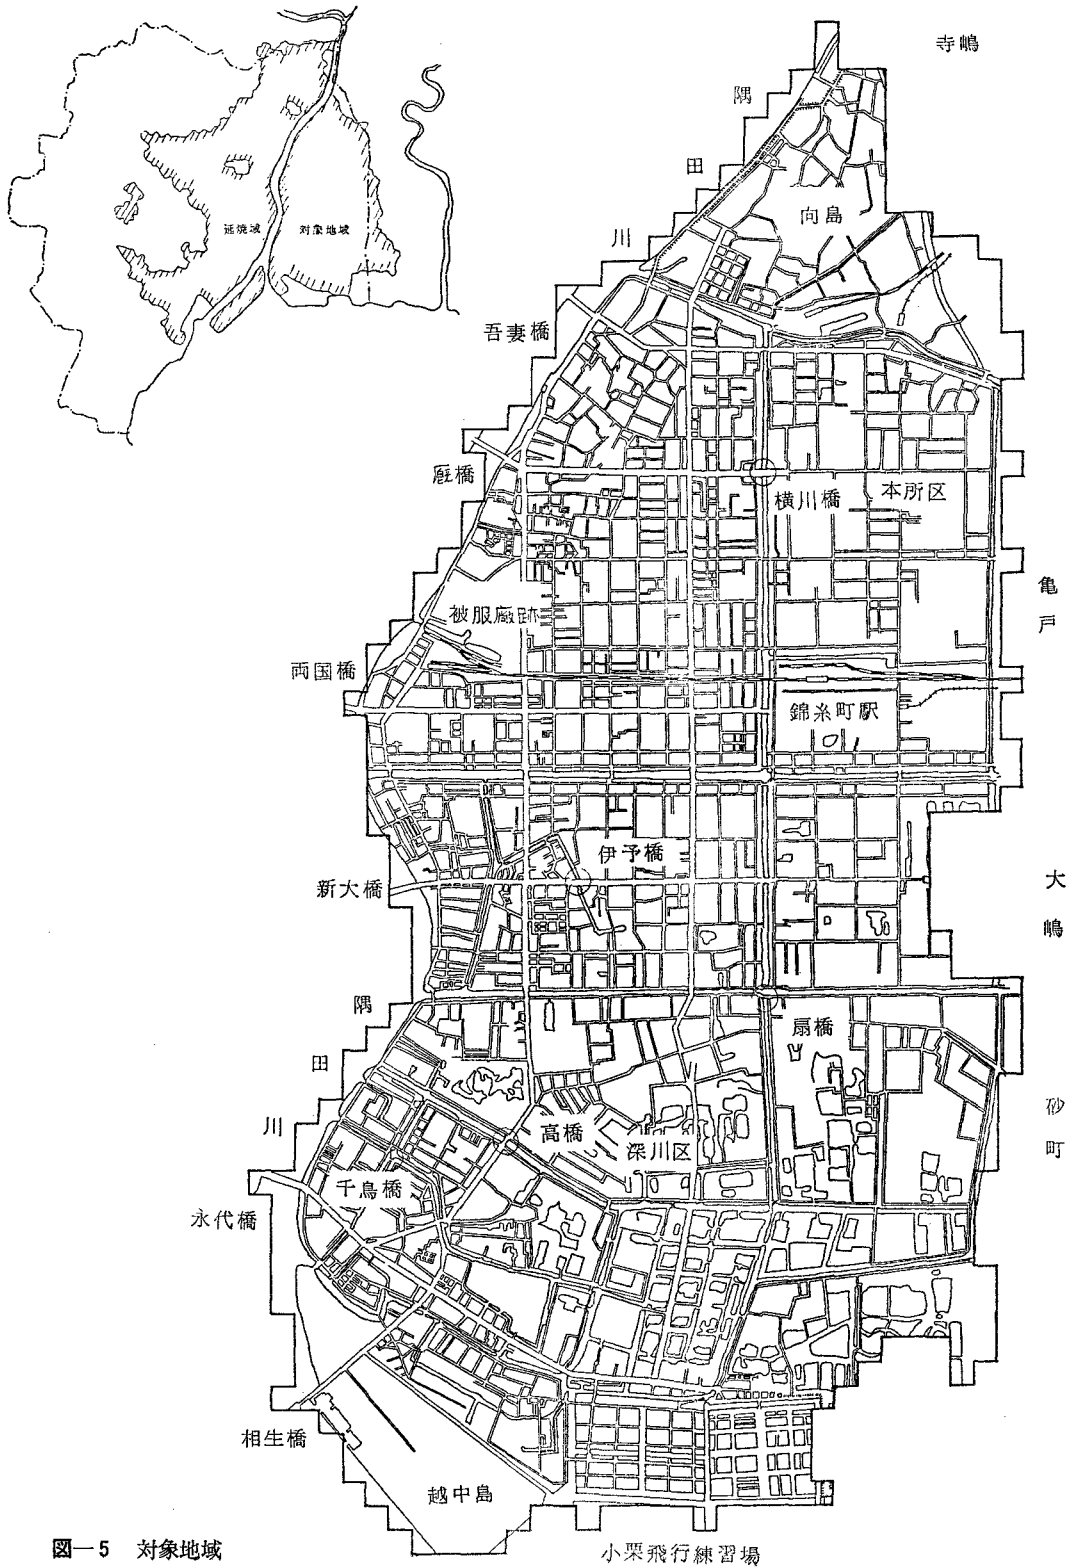 寺嶋
隅
田
川
向島
延焼域
対象地域
吾妻橋
厩橋
横川橋
本所区
亀
戸
被服廠跡
両国橋
錦糸町駅
伊予橋
新大橋
大
嶋
隅
田
川
扇橋
高橋
深川区
砂
町
千鳥橋
永代橋
相生橋
越中島
小栗飛行練習場
図―5 対象地域